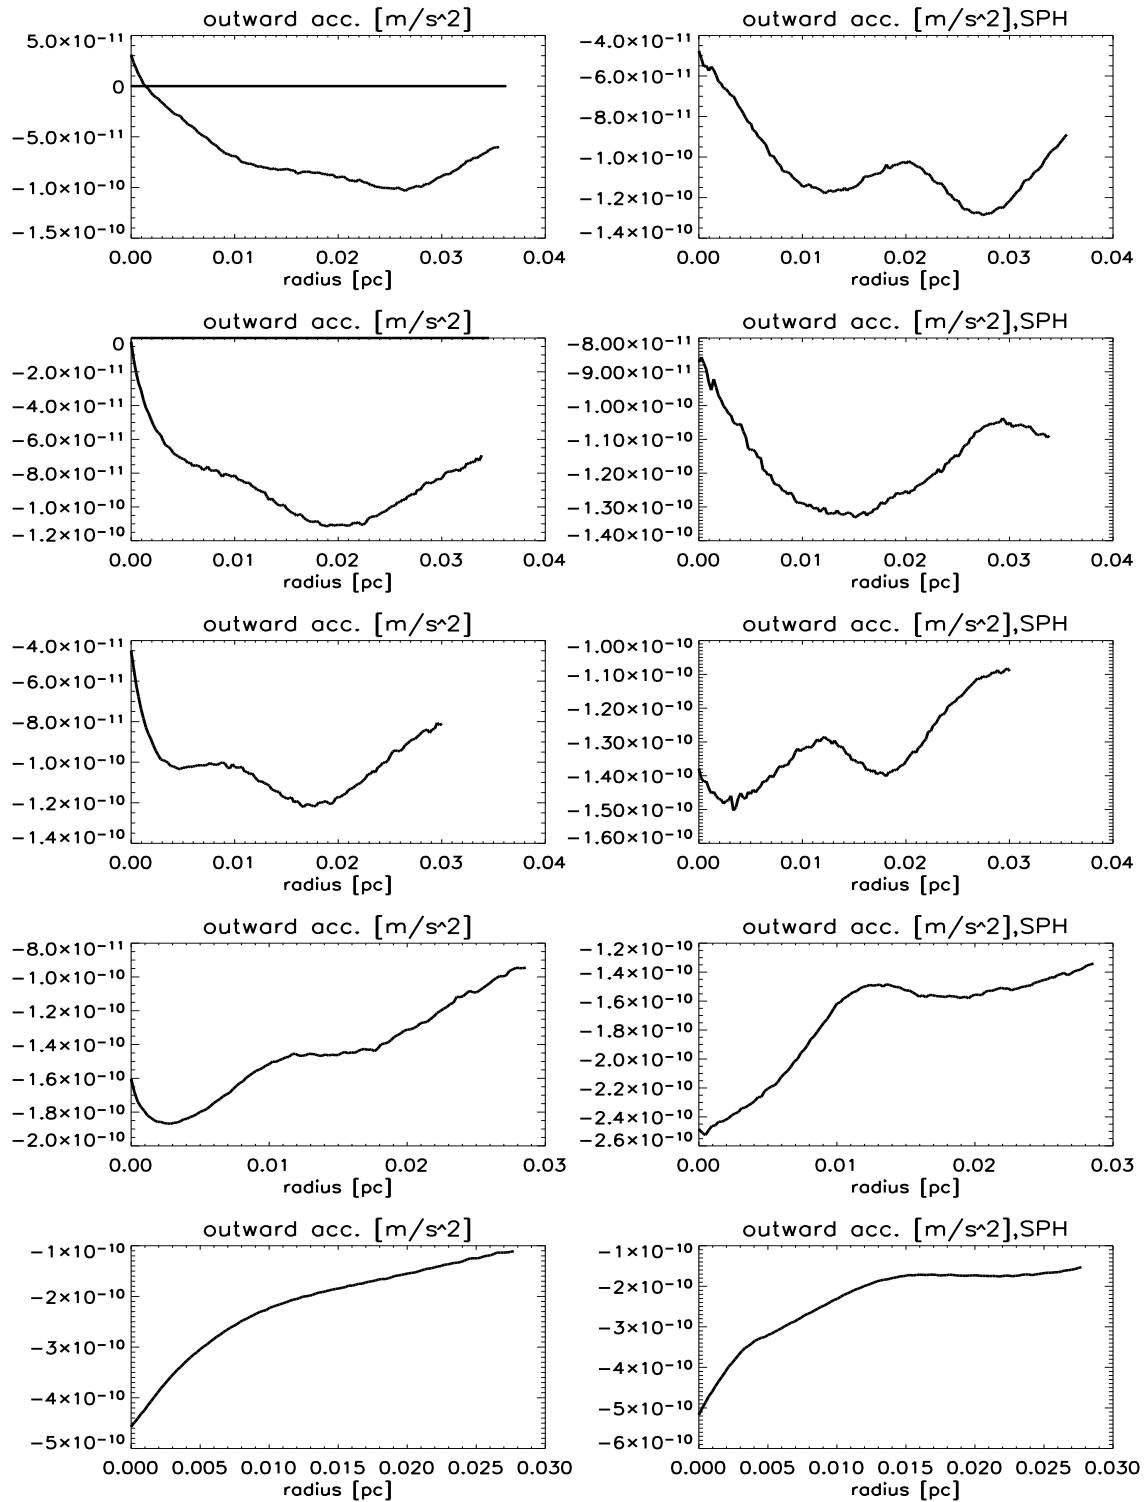 outward acc. [m/s^2]
5.0×10−11
0
−5.0×10−11
−1.0×10−10
−1.5×10−10
0.00 0.01 0.02 0.03 0.04
radius [pc]
outward acc. [m/s^2],SPH
−4.0×10−11
−6.0×10−11
−8.0×10−11
−1.0×10−10
−1.2×10−10
−1.4×10−10
0.00 0.01 0.02 0.03 0.04
radius [pc]
outward acc. [m/s^2]
0
−2.0×10−11
−4.0×10−11
−6.0×10−11
−8.0×10−11
−1.0×10−10
−1.2×10−10
0.00 0.01 0.02 0.03 0.04
radius [pc]
outward acc. [m/s^2],SPH
−8.00×10−11
−9.00×10−11
−1.00×10−10
−1.10×10−10
−1.20×10−10
−1.30×10−10
−1.40×10−10
0.00 0.01 0.02 0.03 0.04
radius [pc]
outward acc. [m/s^2]
−4.0×10−11
−6.0×10−11
−8.0×10−11
−1.0×10−10
−1.2×10−10
−1.4×10−10
0.00 0.01 0.02 0.03 0.04
radius [pc]
outward acc. [m/s^2],SPH
−1.00×10−10
−1.10×10−10
−1.20×10−10
−1.30×10−10
−1.40×10−10
−1.50×10−10
−1.60×10−10
0.00 0.01 0.02 0.03 0.04
radius [pc]
outward acc. [m/s^2]
−8.0×10−11
−1.0×10−10
−1.2×10−10
−1.4×10−10
−1.6×10−10
−1.8×10−10
−2.0×10−10
0.00 0.01 0.02 0.03
radius [pc]
outward acc. [m/s^2],SPH
−1.2×10−10
−1.4×10−10
−1.6×10−10
−1.8×10−10
−2.0×10−10
−2.2×10−10
−2.4×10−10
−2.6×10−10
0.00 0.01 0.02 0.03
radius [pc]
outward acc. [m/s^2]
−1×10−10
−2×10−10
−3×10−10
−4×10−10
−5×10−10
0.000 0.005 0.010 0.015 0.020 0.025 0.030
radius [pc]
outward acc. [m/s^2],SPH
−1×10−10
−2×10−10
−3×10−10
−4×10−10
−5×10−10
−6×10−10
0.000 0.005 0.010 0.015 0.020 0.025 0.030
radius [pc]